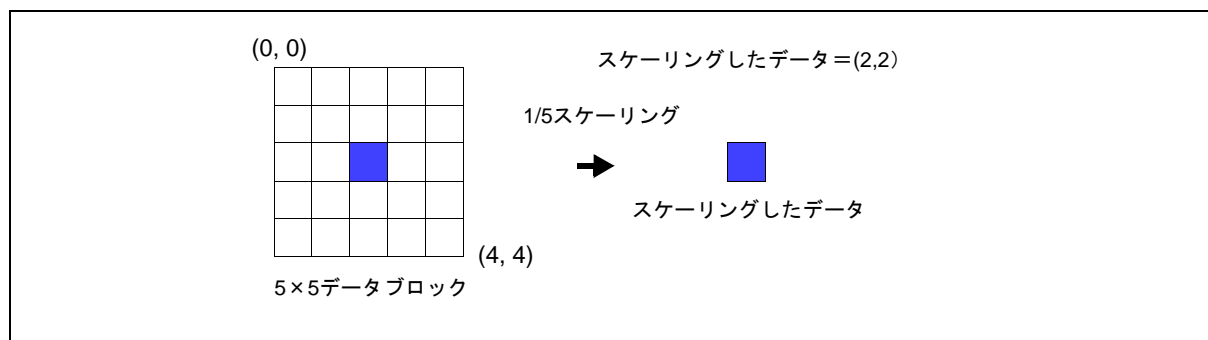 (0, 0)
スケーリングしたデータ＝(2,2）
1/5スケーリング
スケーリングしたデータ
(4, 4)
5×5データブロック